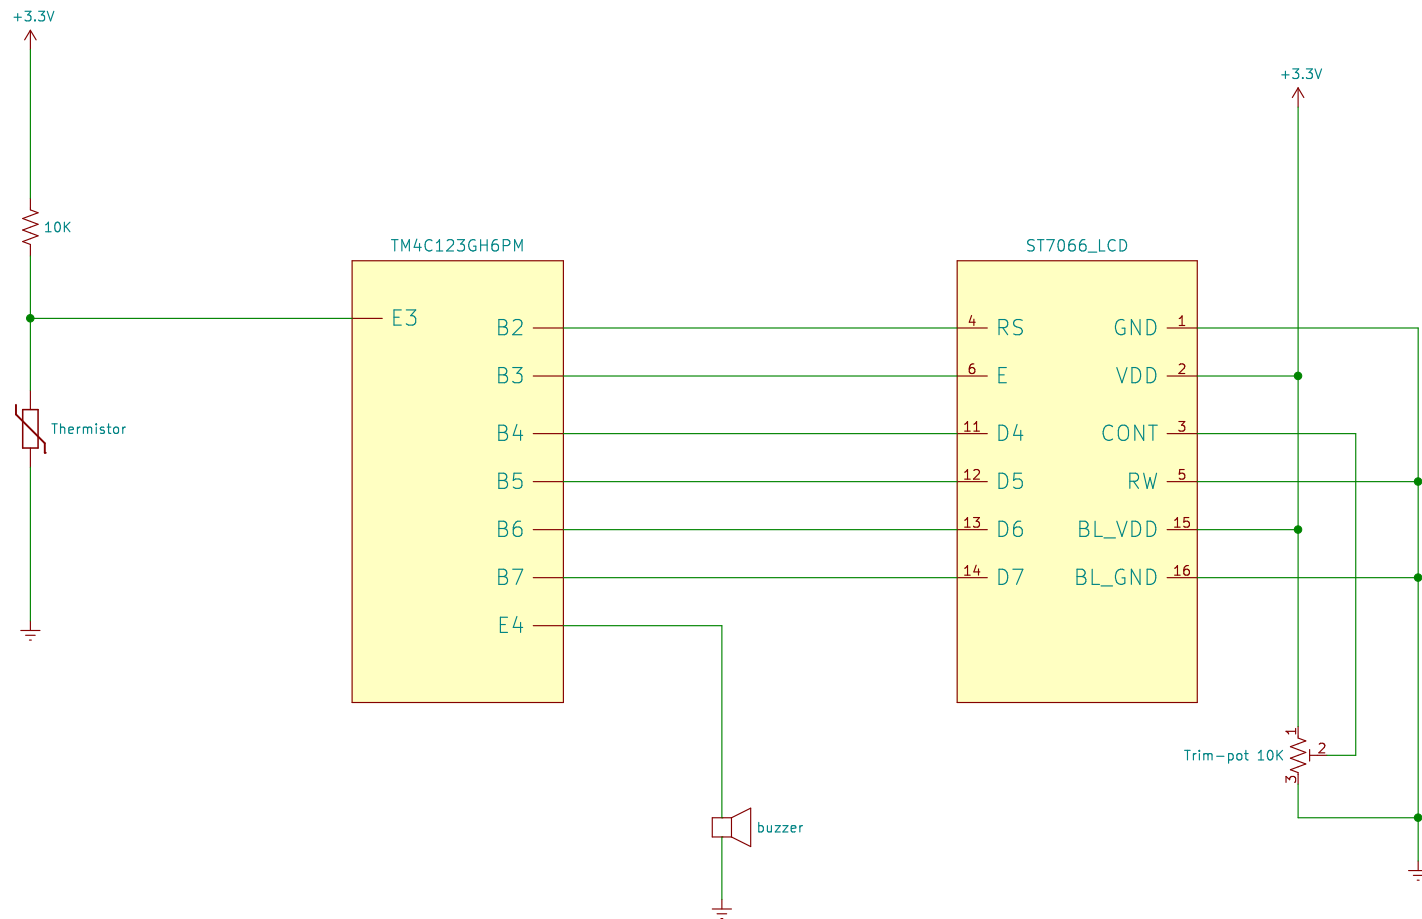 +3.3V
+3.3V
10K
TM4C123GH6PM
ST7066_LCD
E3
B2
4
RS
GND
1
B3
6
E
VDD
2
Thermistor
B4
11
D4
CONT
3
B5
12
D5
RW
5
B6
13
D6
BL_VDD
15
B7
14
D7
BL_GND
16
E4
1
Trim-pot 10K
2
3
buzzer